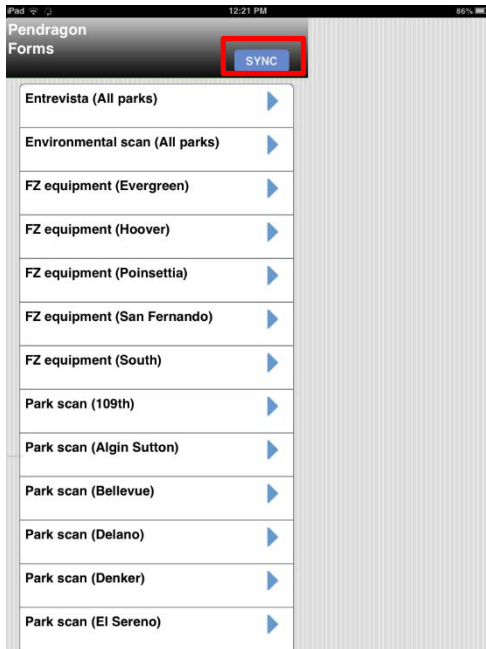 iPad 12:21 PM 86%
Pendragon
Forms
SYNC
Entrevista (All parks)
Environmental scan (All parks)
FZ equipment (Evergreen)
FZ equipment (Hoover)
FZ equipment (Poinsettia)
FZ equipment (San Fernando)
FZ equipment (South)
Park scan (109th)
Park scan (Algin Sutton)
Park scan (Bellevue)
Park scan (Delano)
Park scan (Denker)
Park scan (El Sereno)